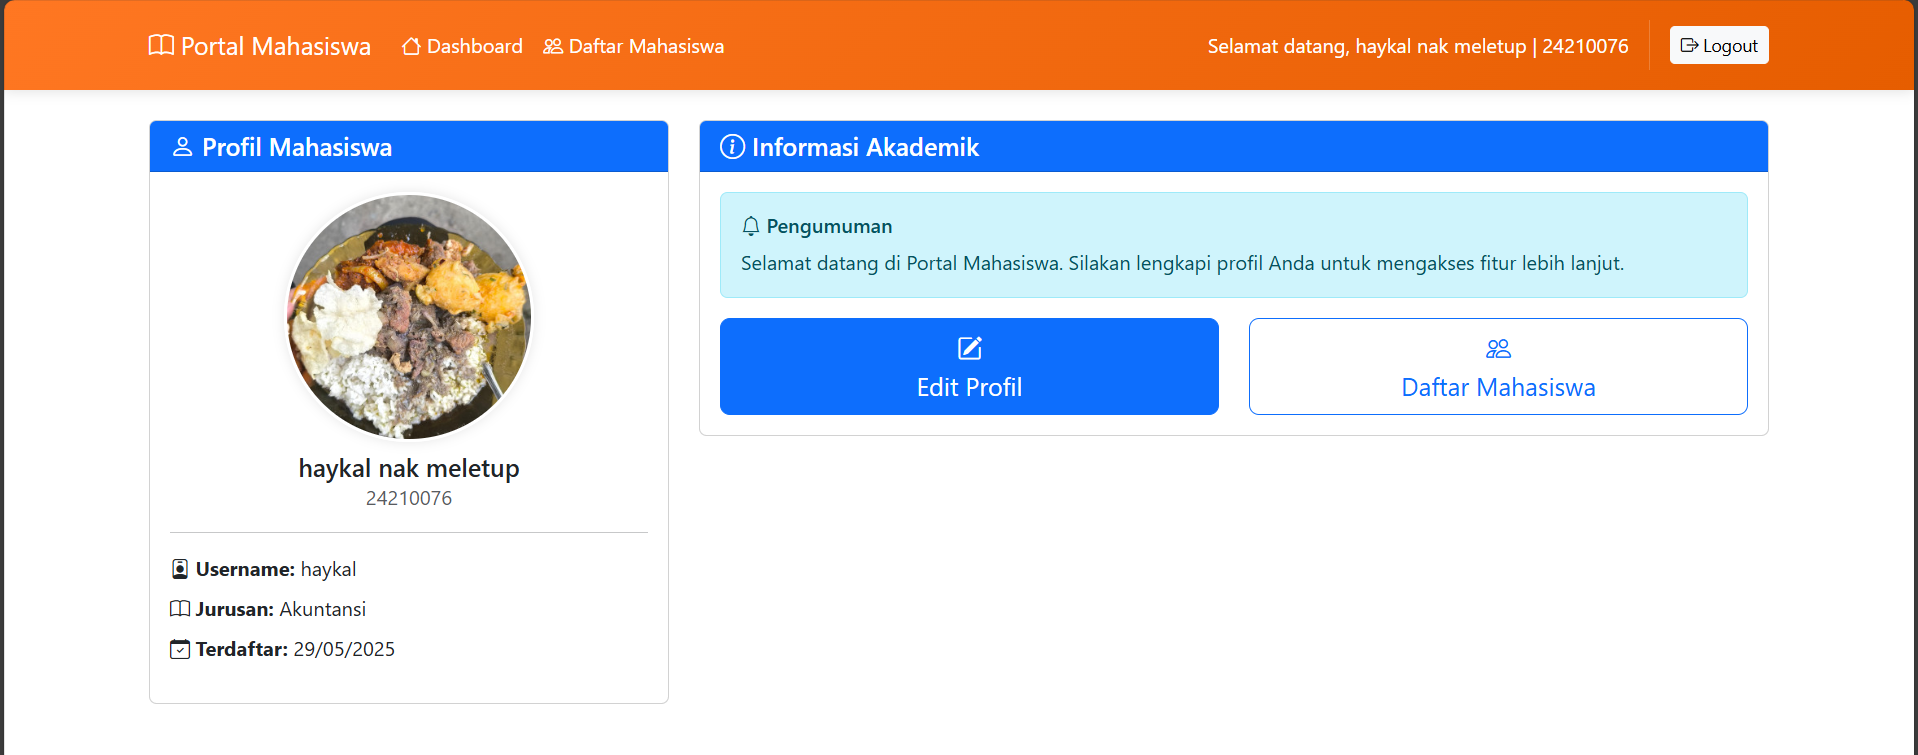 Portal Mahasiswa
Dashboard
Daftar Mahasiswa
Selamat datang, haykal nak meletup | 24210076
Logout
Profil Mahasiswa
haykal nak meletup
24210076
Username: haykal
Jurusan: Akuntansi
Terdaftar: 29/05/2025
Informasi Akademik
Pengumuman
Selamat datang di Portal Mahasiswa. Silakan lengkapi profil Anda untuk mengakses fitur lebih lanjut.
Edit Profil
Daftar Mahasiswa